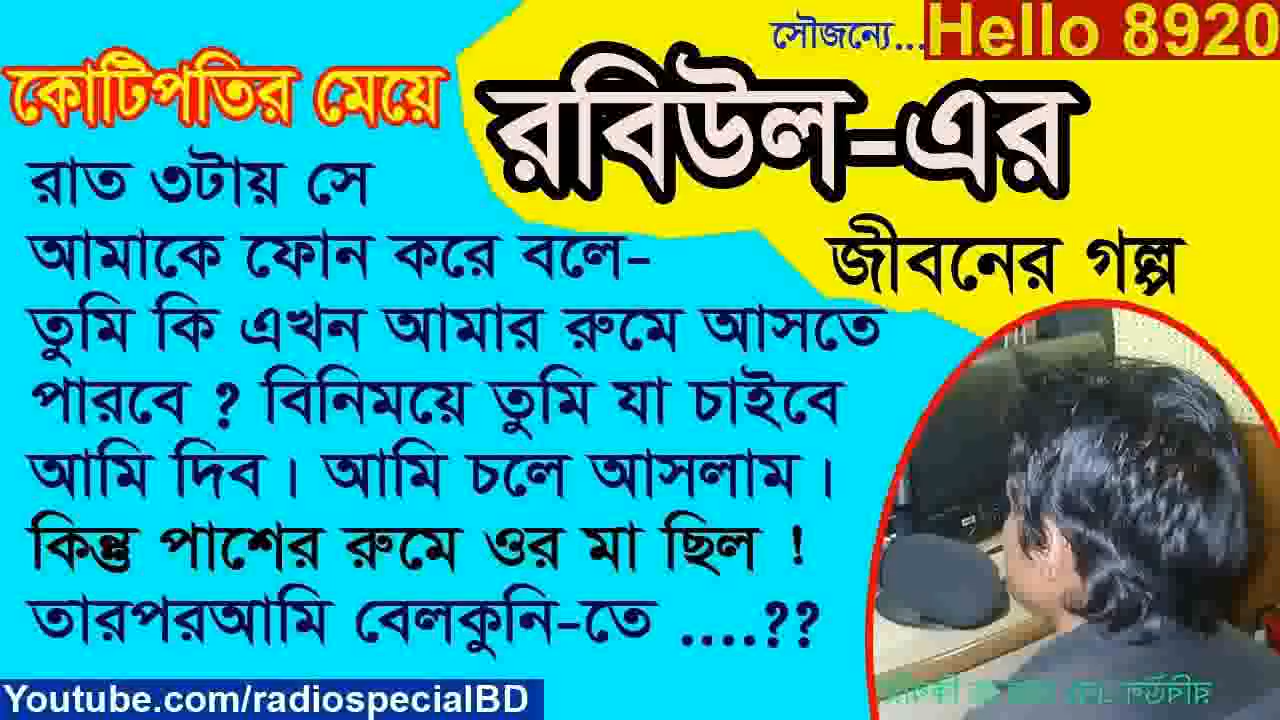 সৌজন্যে... Hello 8920
কোটিপতির মেয়ে
রবিউল-এর
জীবনের গল্প
রাত ৩টায় সে
আমাকে ফোন করে বলে-
তুমি কি এখন আমার রুমে আসতে
পারবে ? বিনিময়ে তুমি যা চাইবে
আমি দিব। আমি চলে আসলাম।
কিন্তু পাশের রুমে ওর মা ছিল !
তারপরআমি বেলকুনি-তে ....??
Youtube.com/radiospecialBD